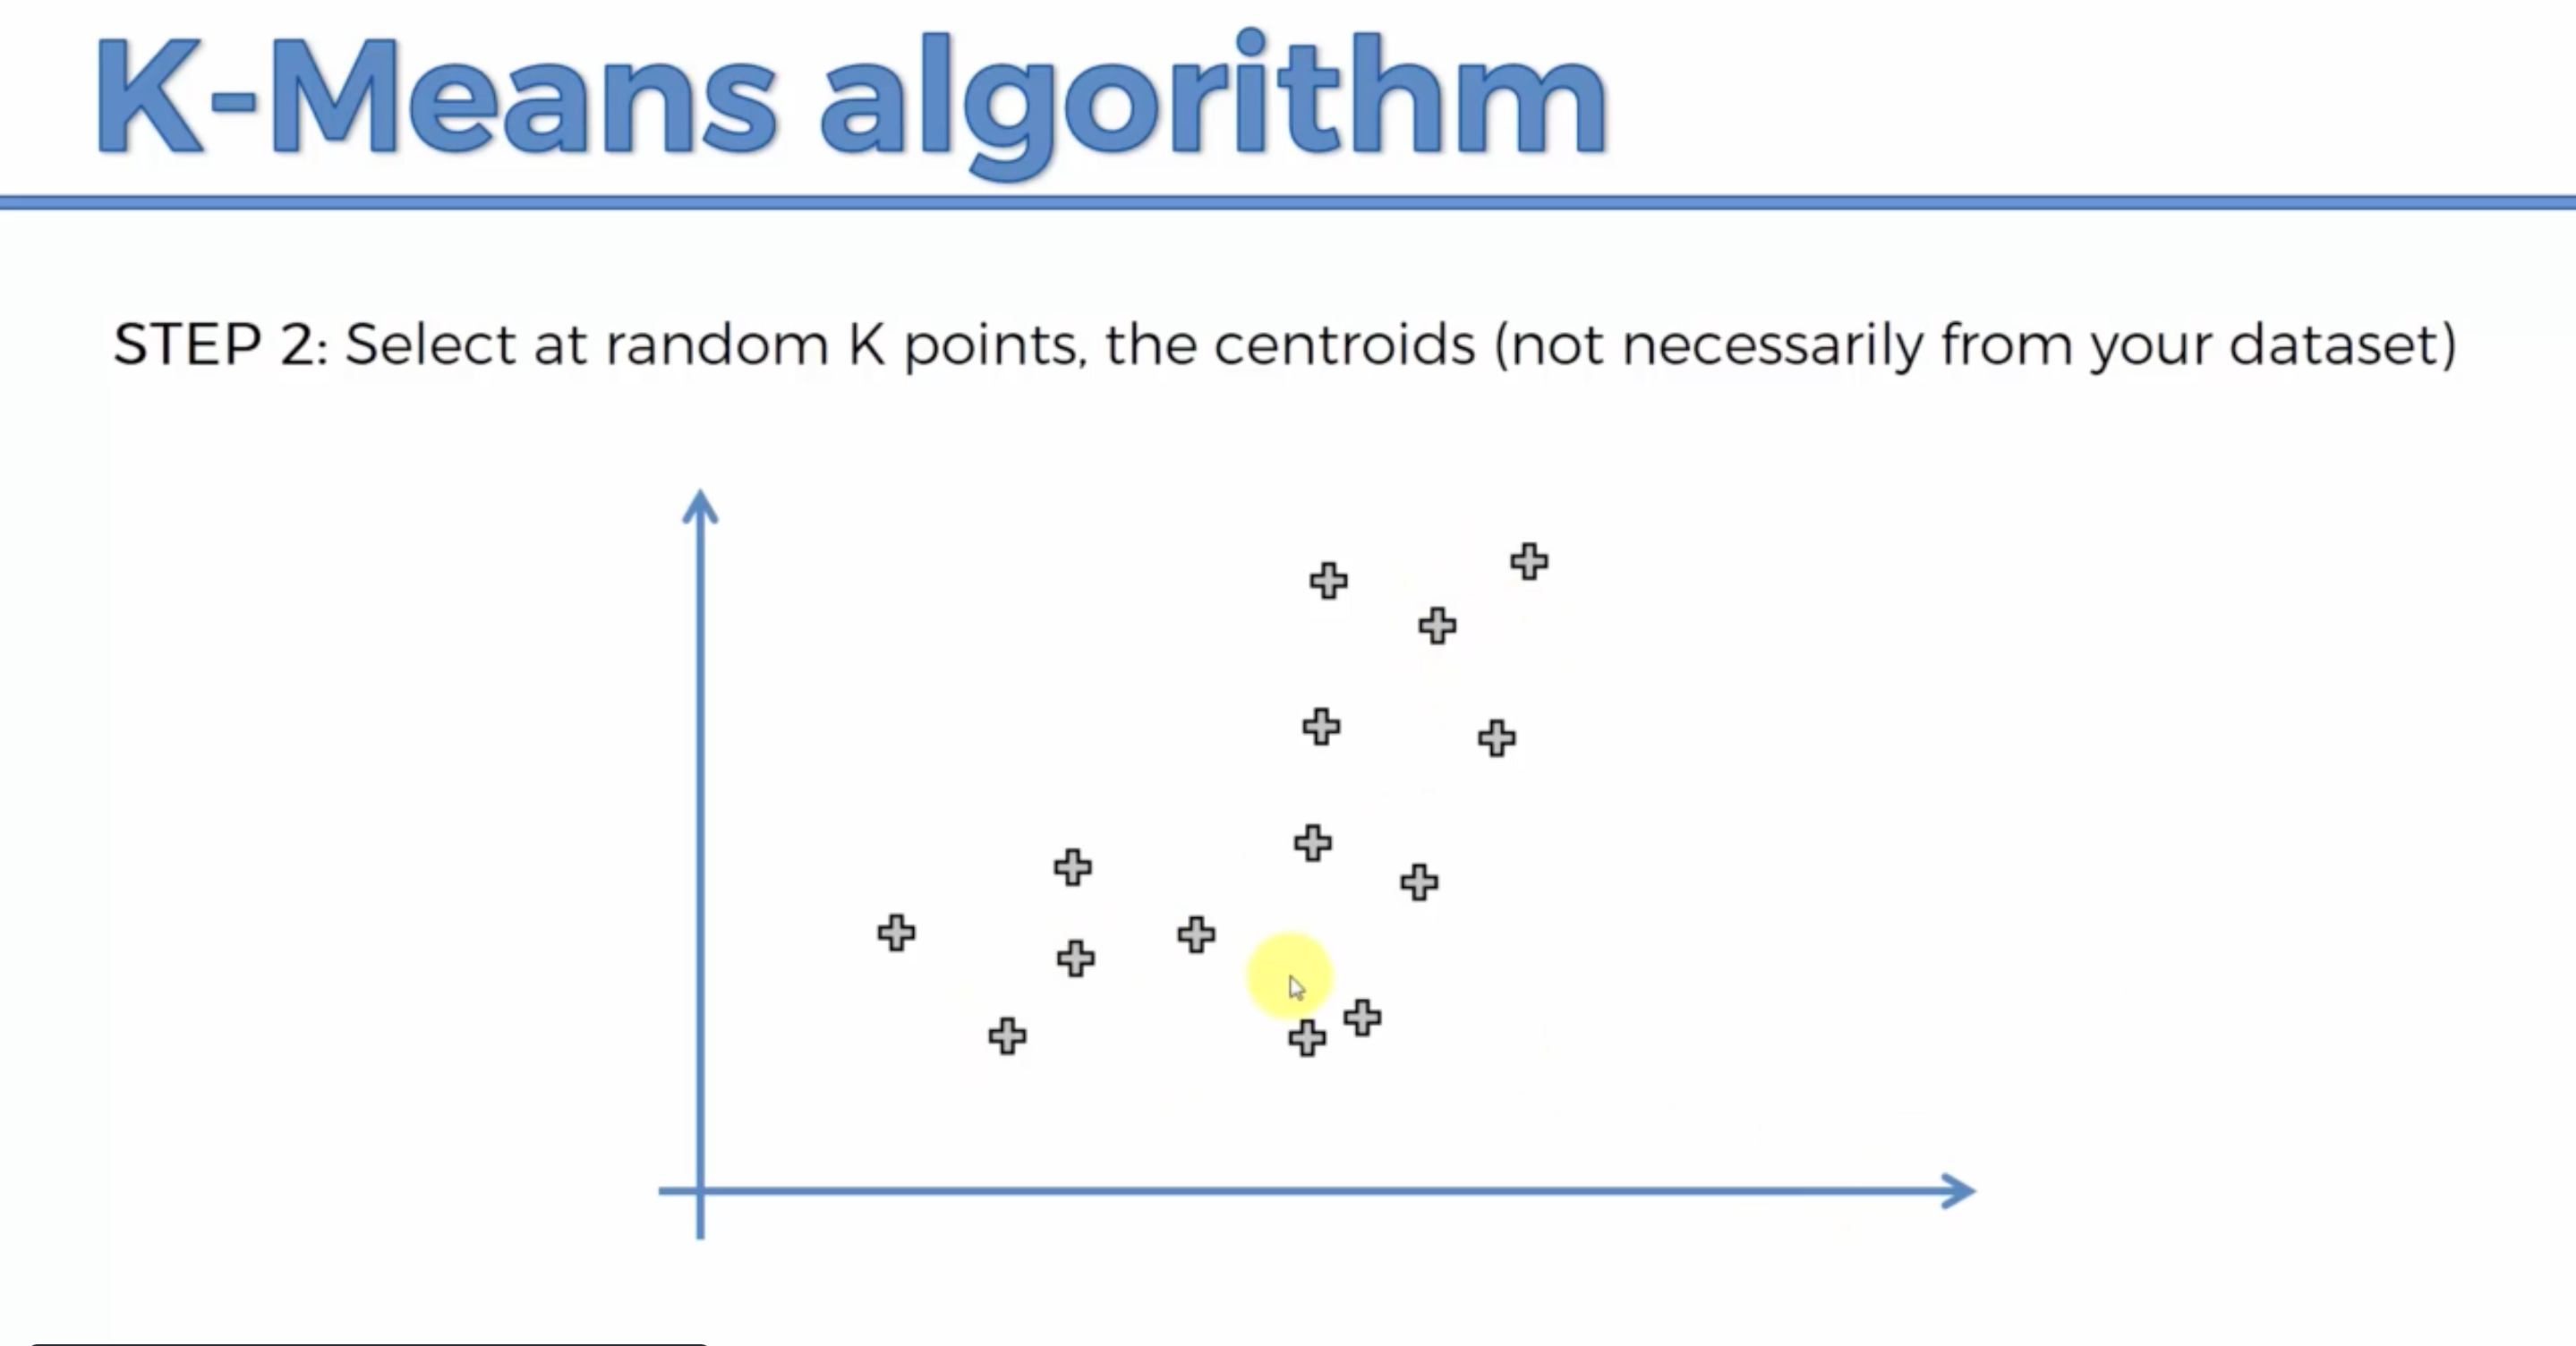 K-Means algorithm
STEP 2: Select at random K points, the centroids (not necessarily from your dataset)